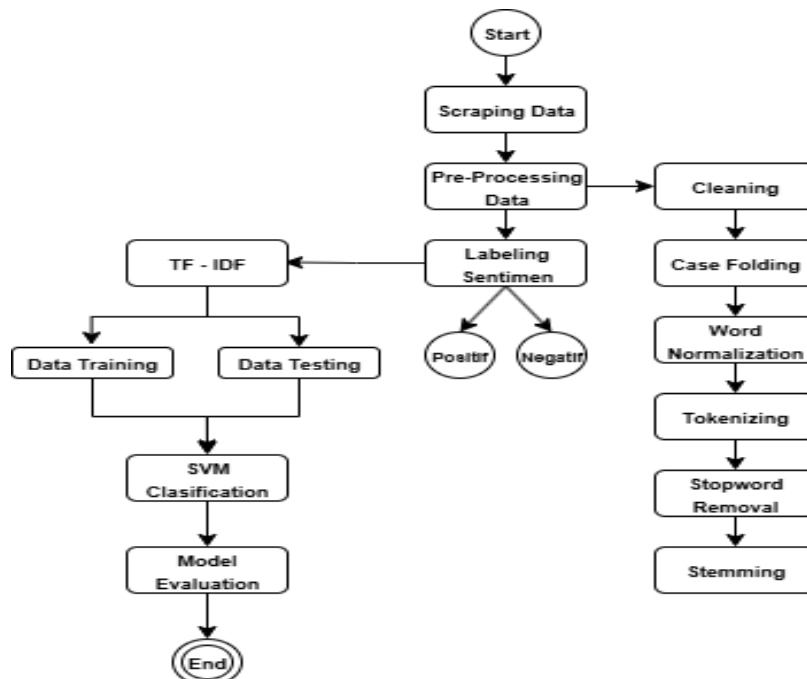 Start
Scraping Data
Pre-Processing
Data
Cleaning
TF - IDF
Labeling
Sentimen
Case Folding
Positif
Negatif
Word
Normalization
Data Training
Data Testing
Tokenizing
SVM
Clasification
Stopword
Removal
Model
Evaluation
Stemming
End